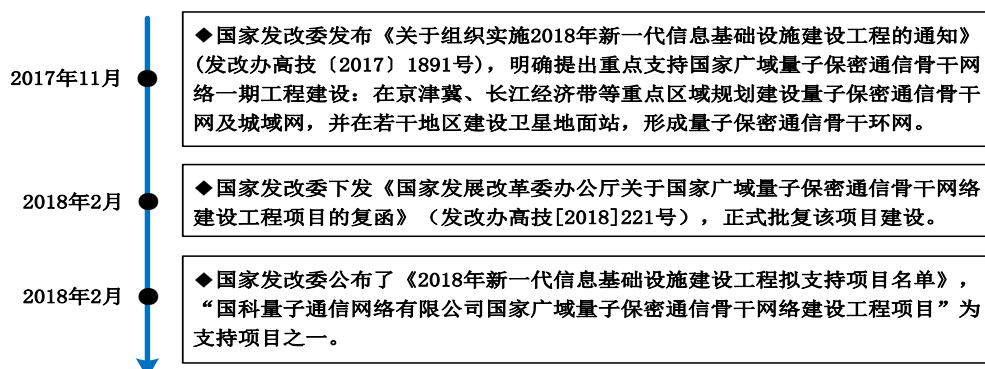 2017年11月
◆国家发改委发布《关于组织实施2018年新一代信息基础设施建设工程的通知》
(发改办高技〔2017〕1891号)，明确提出重点支持国家广域量子保密通信骨干网
络一期工程建设：在京津冀、长江经济带等重点区域规划建设量子保密通信骨干
网及城域网，并在若干地区建设卫星地面站，形成量子保密通信骨干环网。
2018年2月
◆国家发改委下发《国家发展改革委办公厅关于国家广域量子保密通信骨干网络
建设工程项目的复函》（发改办高技[2018]221号），正式批复该项目建设。
2018年2月
◆国家发改委公布了《2018年新一代信息基础设施建设工程拟支持项目名单》，
“国科量子通信网络有限公司国家广域量子保密通信骨干网络建设工程项目”为
支持项目之一。